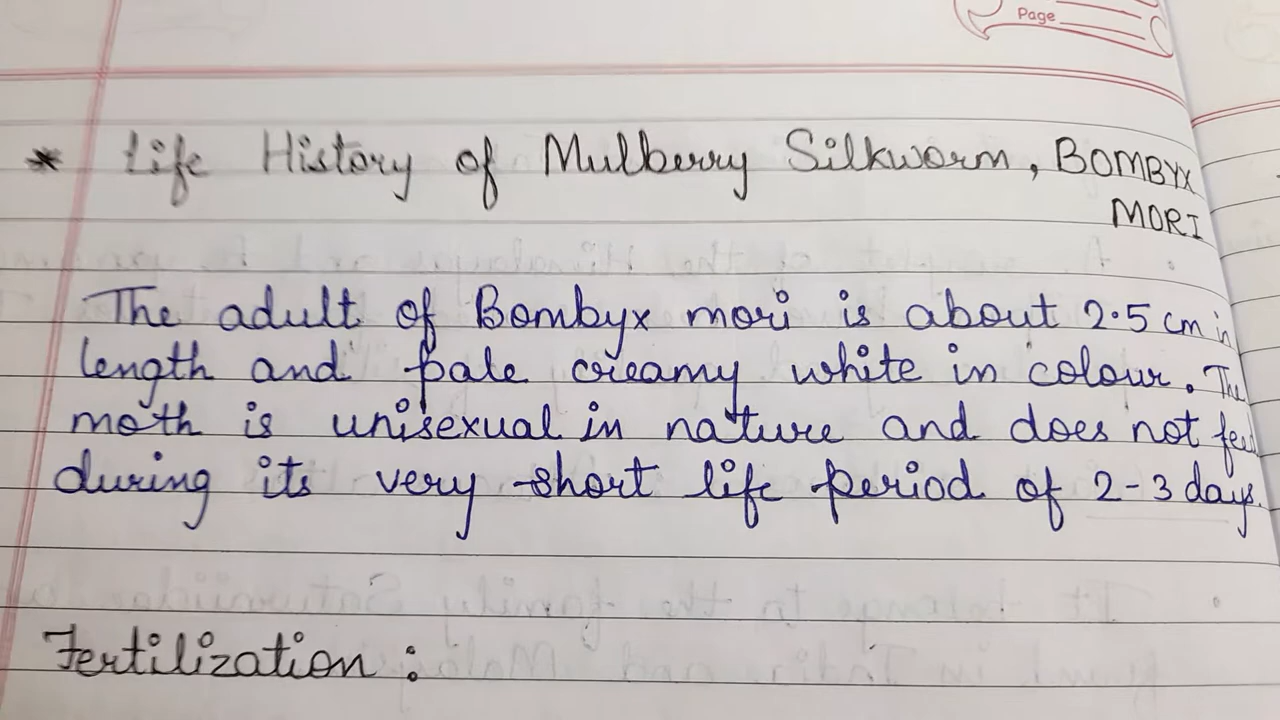 Page
* Life History of Mulberry Silkworm, BOMBYX
MORI
The adult of Bombyx mori is about 2.5 cm in
length and pale creamy white in colour. The
moth is unisexual in nature and does not feed
during its very short life period of 2-3 days.
Fertilization :